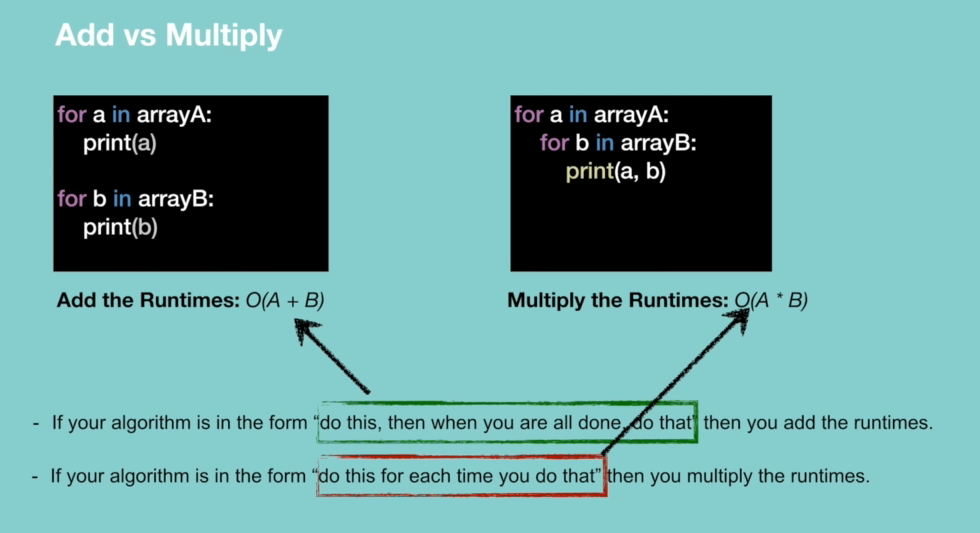 Add vs Multiply
for a in arrayA:
print(a)
for b in arrayB:
print(b)
Add the Runtimes: O(A + B)
for a in arrayA:
for b in arrayB:
print(a, b)
Multiply the Runtimes: O(A * B)
- If your algorithm is in the form “do this, then when you are all done, do that” then you add the runtimes.
- If your algorithm is in the form “do this for each time you do that” then you multiply the runtimes.